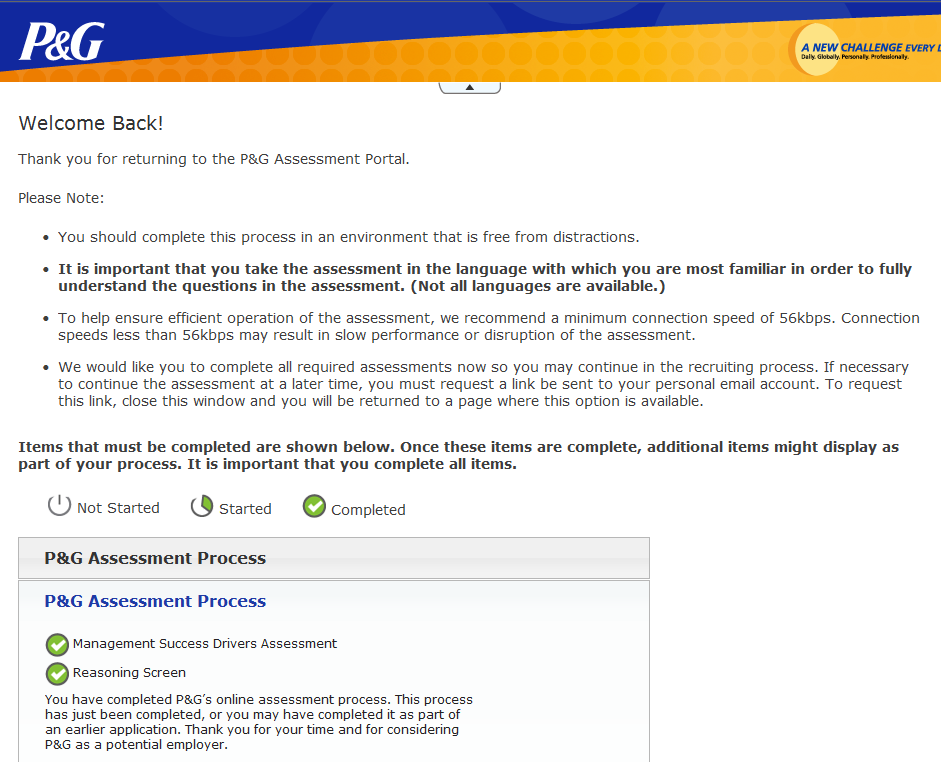 P&G
A NEW CHALLENGE EVERY
Daily. Globally. Personally. Professionally.
Welcome Back!
Thank you for returning to the P&G Assessment Portal.
Please Note:
• You should complete this process in an environment that is free from distractions.
• It is important that you take the assessment in the language with which you are most familiar in order to fully
understand the questions in the assessment. (Not all languages are available.)
• To help ensure efficient operation of the assessment, we recommend a minimum connection speed of 56kbps. Connection
speeds less than 56kbps may result in slow performance or disruption of the assessment.
• We would like you to complete all required assessments now so you may continue in the recruiting process. If necessary
to continue the assessment at a later time, you must request a link be sent to your personal email account. To request
this link, close this window and you will be returned to a page where this option is available.
Items that must be completed are shown below. Once these items are complete, additional items might display as
part of your process. It is important that you complete all items.
Not Started Started Completed
P&G Assessment Process
P&G Assessment Process
Management Success Drivers Assessment
Reasoning Screen
You have completed P&G's online assessment process. This process
has just been completed, or you may have completed it as part of
an earlier application. Thank you for your time and for considering
P&G as a potential employer.